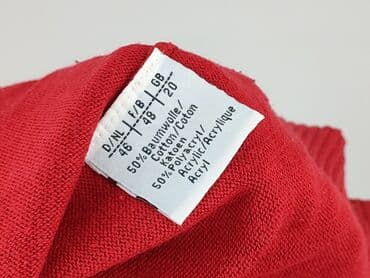 D/NL | F/B | GB
46 | 48 | 20
50% Baumwolle/
Cotton/Coton
Katoen
50% Polyacryl/
Acrylic/Acrylique
Acryl